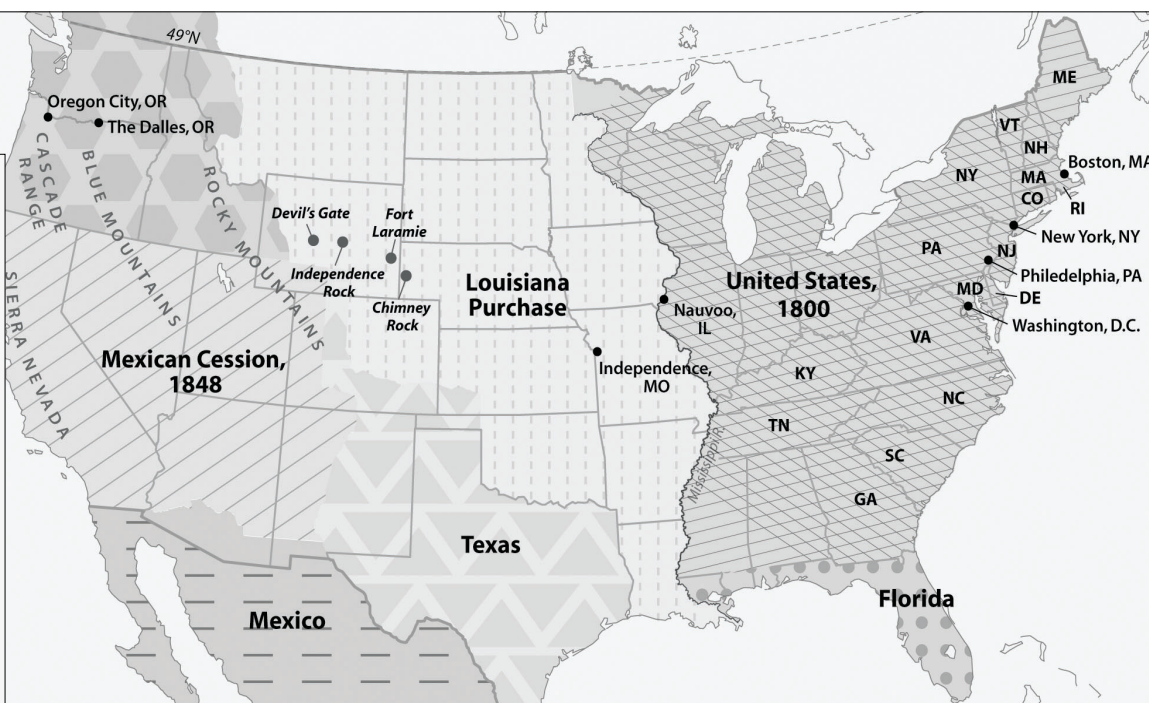 49°N
Oregon City, OR
The Dalles, OR
CASCADE
RANGE
BLUE MOUNTAINS
ROCKY MOUNTAINS
SIERRA NEVADA
Devil's Gate
Independence
Rock
Fort
Laramie
Chimney
Rock
Louisiana
Purchase
Mexican Cession,
1848
Mexico
Texas
Independence,
MO
Nauvoo,
IL
Mississippi R.
United States,
1800
Florida
ME
VT
NH
NY
MA
CO
Boston, MA
RI
New York, NY
PA
NJ
Philedelphia, PA
MD
DE
Washington, D.C.
VA
KY
NC
TN
SC
GA